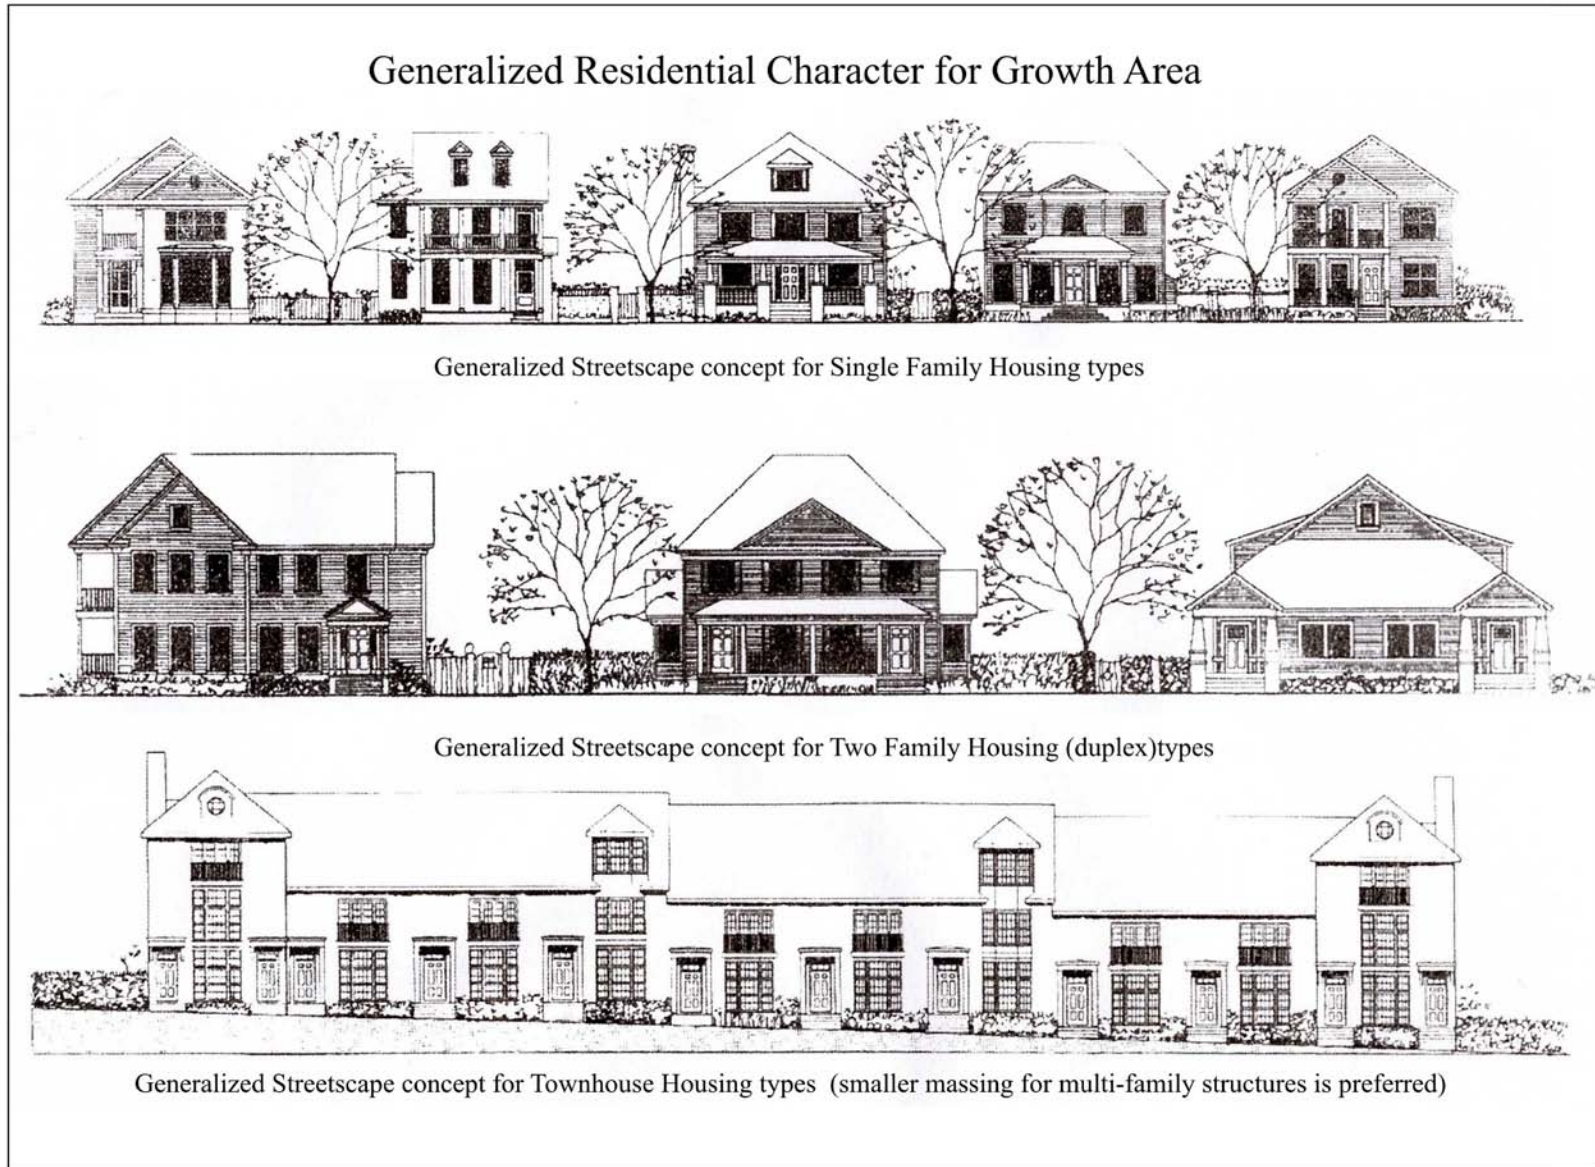 Generalized Residential Character for Growth Area
Generalized Streetscape concept for Single Family Housing types
Generalized Streetscape concept for Two Family Housing (duplex)types
Generalized Streetscape concept for Townhouse Housing types  (smaller massing for multi-family structures is preferred)